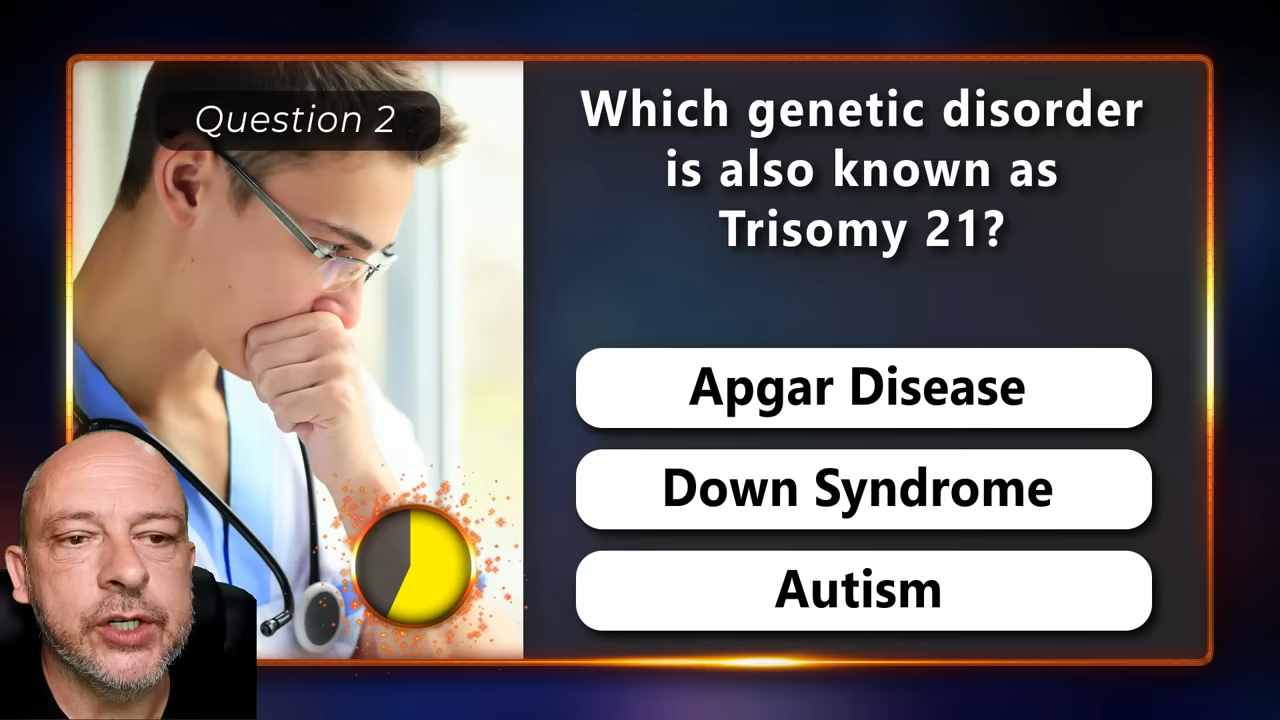 Question 2
Which genetic disorder
is also known as
Trisomy 21?
Apgar Disease
Down Syndrome
Autism